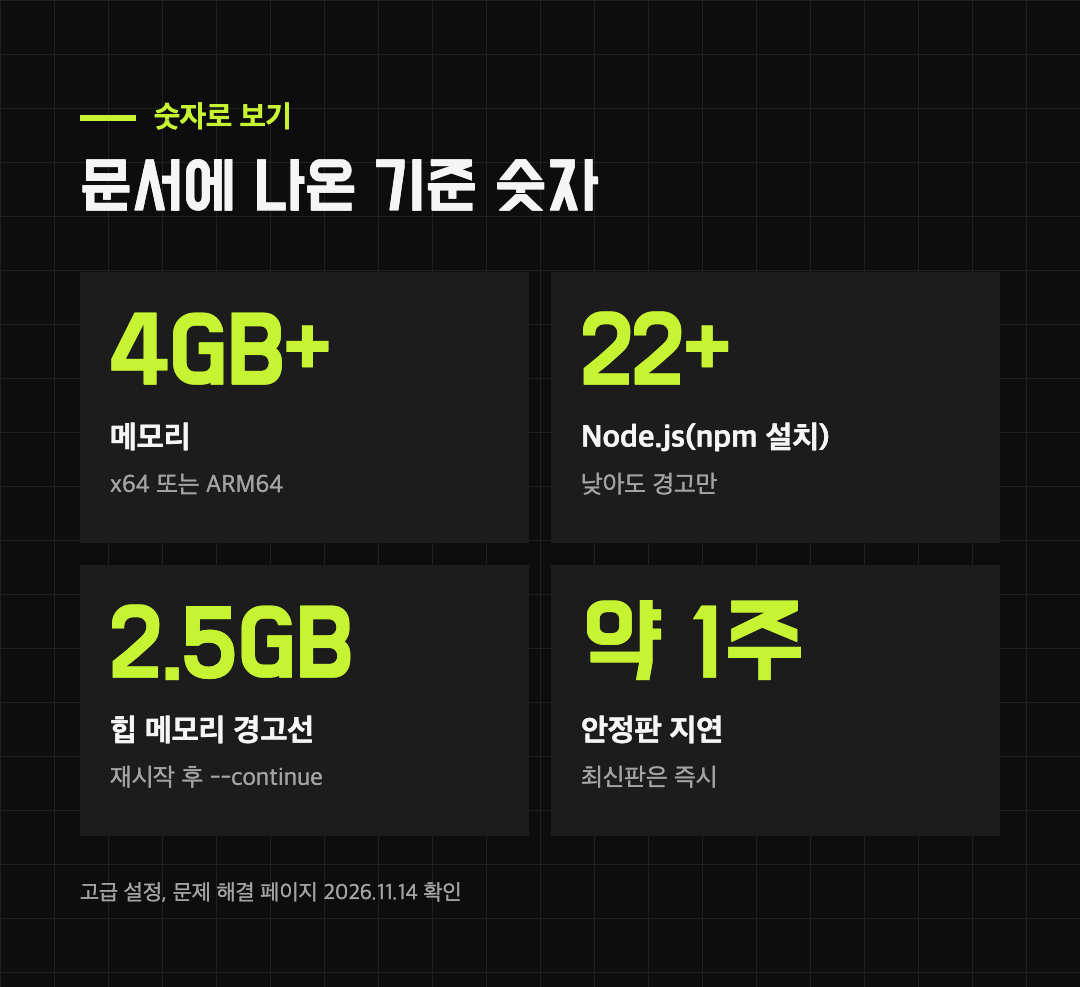 숫자로 보기
문서에 나온 기준 숫자
4GB+
메모리
x64 또는 ARM64
22+
Node.js(npm 설치)
낮아도 경고만
2.5GB
힙 메모리 경고선
재시작 후 --continue
약 1주
안정판 지연
최신판은 즉시
고급 설정, 문제 해결 페이지 2026.11.14 확인